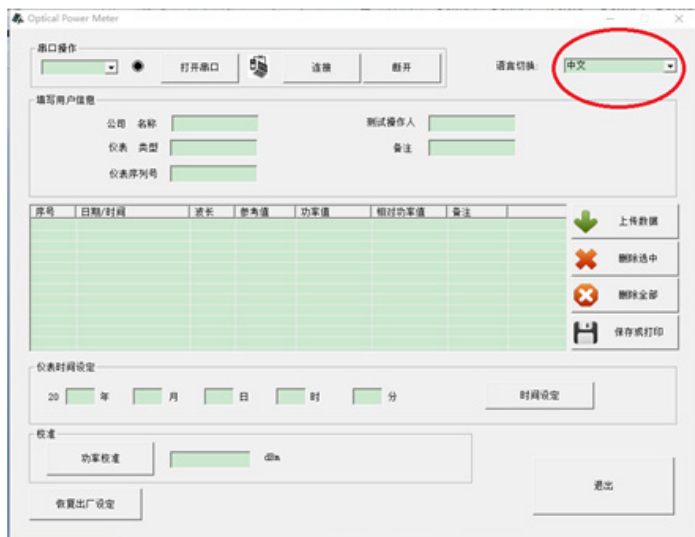 Optical Power Meter
串口操作
打开串口 连接 断开 语言切换: 中文
填写用户信息
公司 名称 测试操作人
仪表 类型 备注
仪表序列号
序号 日期/时间 波长 参考值 功率值 相对功率值 备注
上传数据
删除选中
删除全部
保存或打印
仪表时间设定
20 年 月 日 时 分 时间设定
校准
功率校准 dBm
退出
恢复出厂设定